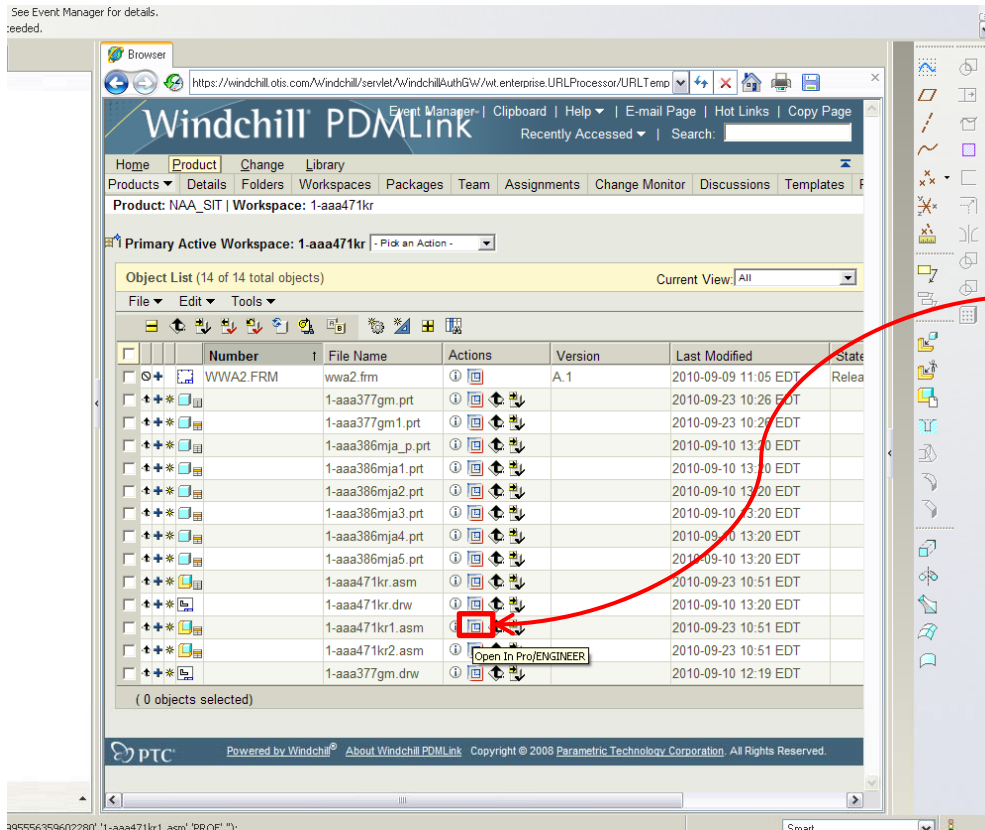 See Event Manager for details.
ceeded.
Browser
https://windchill.otis.com/Windchill/servlet/WindchillAuthGW/wt.enterprise.URLProcessor/URLTemp
Windchill PDMLink
Event Manager | Clipboard | Help | E-mail Page | Hot Links | Copy Page
Recently Accessed | Search:
Home Product Change Library
Products Details Folders Workspaces Packages Team Assignments Change Monitor Discussions Templates
Product: NAA_SIT | Workspace: 1-aaa471kr
Primary Active Workspace: 1-aaa471kr - Pick an Action -
Object List (14 of 14 total objects) Current View: All
File Edit Tools
Number File Name Actions Version Last Modified State
WWA2.FRM wwa2.frm A.1 2010-09-09 11:05 EDT Relea
1-aaa377gm.prt 2010-09-23 10:26 EDT
1-aaa377gm1.prt 2010-09-23 10:26 EDT
1-aaa386mja_p.prt 2010-09-10 13:20 EDT
1-aaa386mja1.prt 2010-09-10 13:20 EDT
1-aaa386mja2.prt 2010-09-10 13:20 EDT
1-aaa386mja3.prt 2010-09-10 13:20 EDT
1-aaa386mja4.prt 2010-09-10 13:20 EDT
1-aaa386mja5.prt 2010-09-10 13:20 EDT
1-aaa471kr.asm 2010-09-23 10:51 EDT
1-aaa471kr.drw 2010-09-10 13:20 EDT
1-aaa471kr1.asm 2010-09-23 10:51 EDT
1-aaa471kr2.asm 2010-09-23 10:51 EDT
Open In Pro/ENGINEER
1-aaa377gm.drw 2010-09-10 12:19 EDT
( 0 objects selected)
PTC Powered by Windchill® About Windchill PDMLink Copyright © 2008 Parametric Technology Corporation. All Rights Reserved.